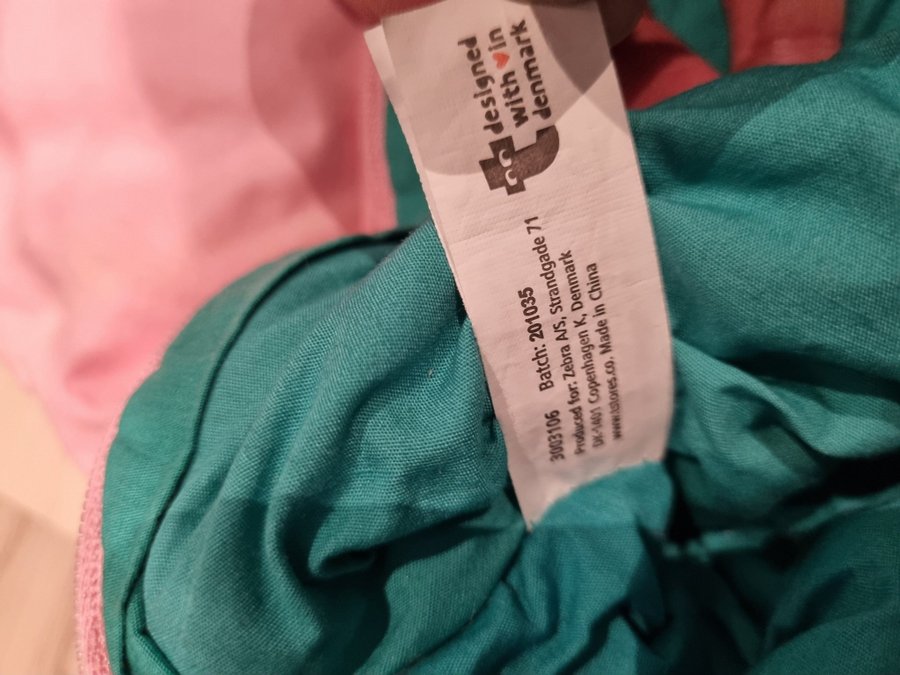 designed
with ♥ in
denmark
3003106 Batch: 201035
Produced for: Zebra A/S, Strandgade 71
DK-1401 Copenhagen K, Denmark
www.tstores.co. Made in China